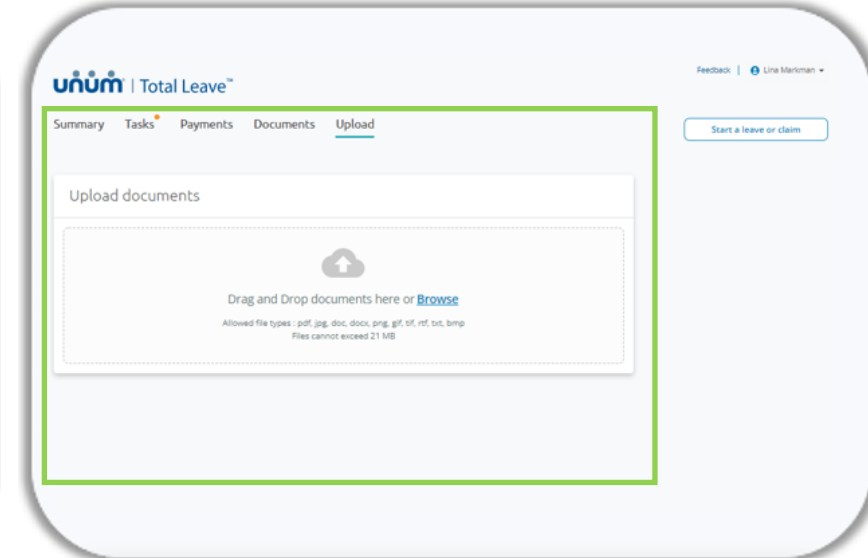 Feedback | Lina Markman
unum | Total Leave™
Summary Tasks Payments Documents Upload
Start a leave or claim
Upload documents
Drag and Drop documents here or Browse
Allowed file types : pdf, jpg, doc, docx, png, gif, tif, rtf, txt, bmp
Files cannot exceed 21 MB